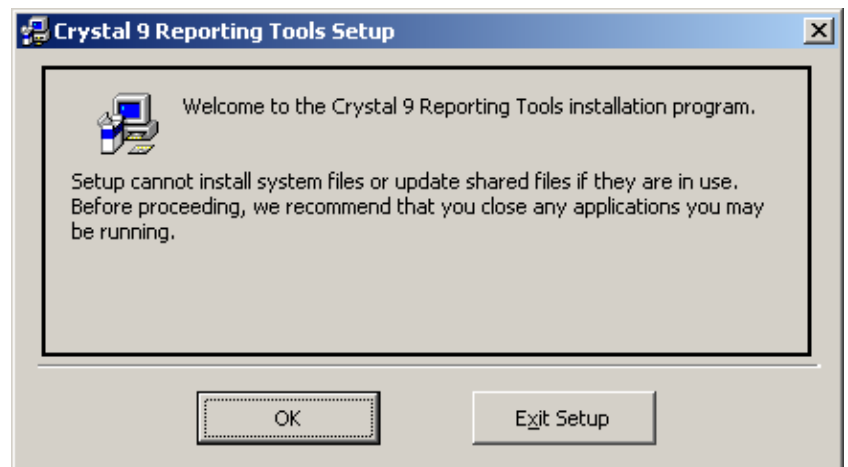 Crystal 9 Reporting Tools Setup
Welcome to the Crystal 9 Reporting Tools installation program.
Setup cannot install system files or update shared files if they are in use.
Before proceeding, we recommend that you close any applications you may
be running.
OK
Exit Setup